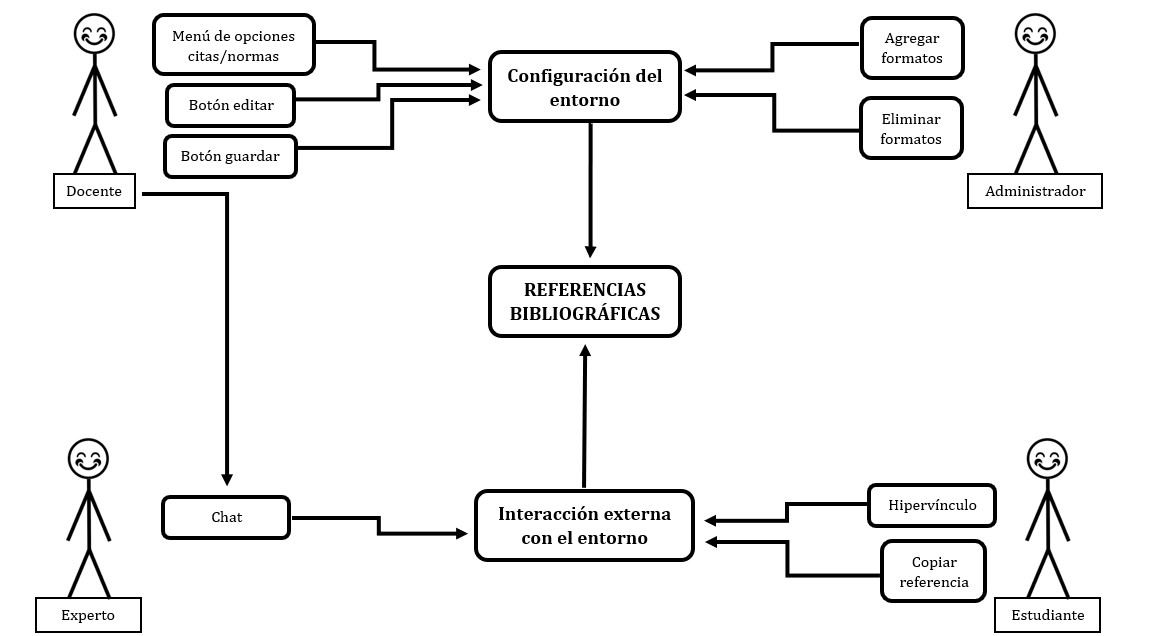 Menú de opciones
citas/normas
Botón editar
Botón guardar
Docente
Configuración del
entorno
Agregar
formatos
Eliminar
formatos
Administrador
REFERENCIAS
BIBLIOGRÁFICAS
Chat
Experto
Interacción externa
con el entorno
Hipervínculo
Copiar
referencia
Estudiante